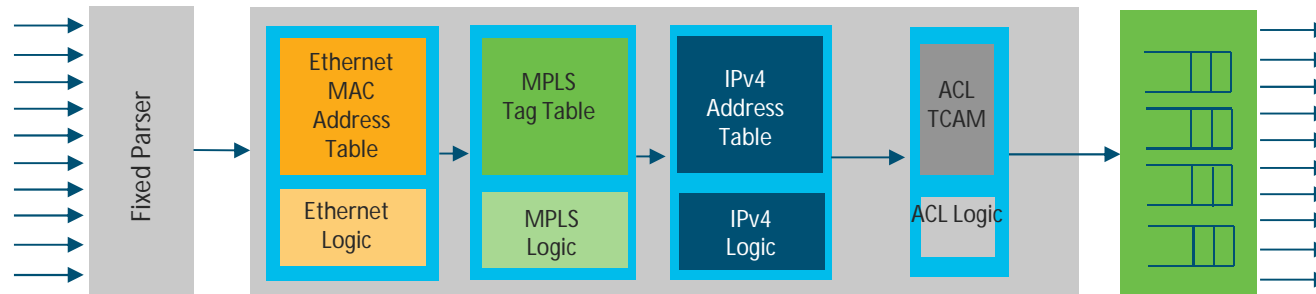 Fixed Parser
Ethernet
MAC
Address
Table
Ethernet
Logic
MPLS
Tag Table
MPLS
Logic
IPv4
Address
Table
IPv4
Logic
ACL
TCAM
ACL Logic